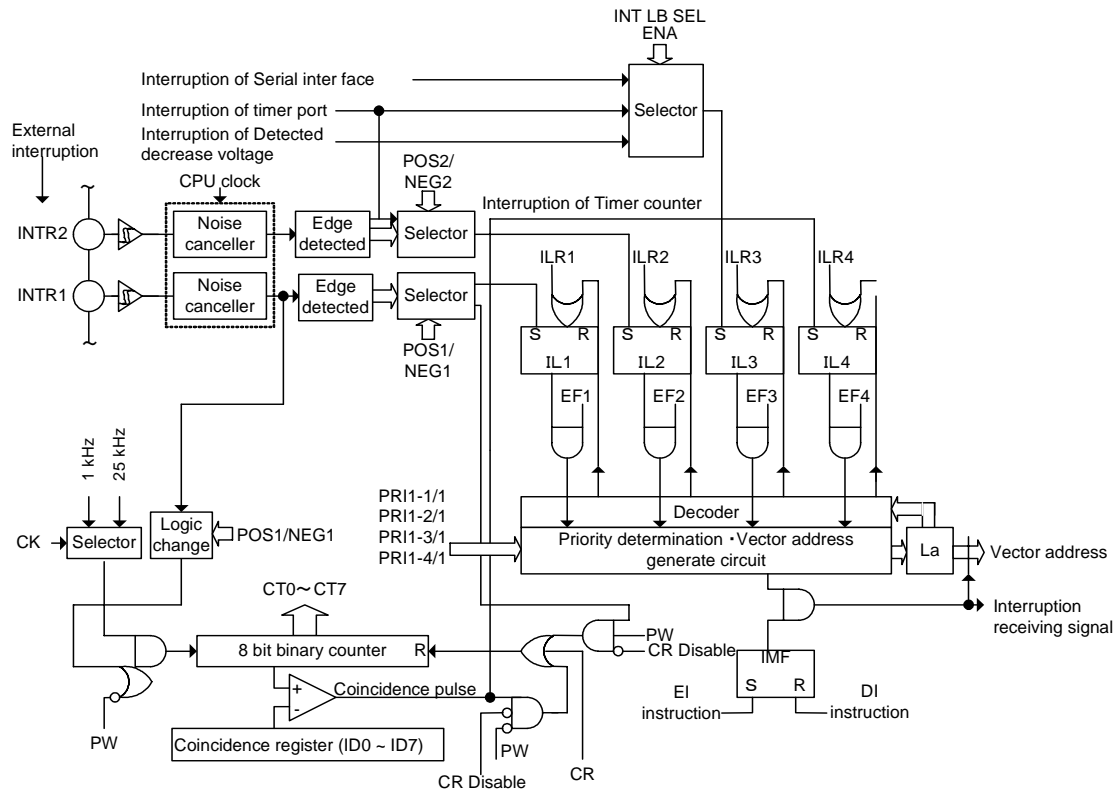 INT LB SEL
ENA
Interruption of Serial inter face
Interruption of timer port
Interruption of Detected
decrease voltage
Selector
External
interruption
CPU clock
POS2/
NEG2
Interruption of Timer counter
INTR2
Noise
canceller
Edge
detected
Selector
INTR1
Noise
canceller
Edge
detected
Selector
POS1/
NEG1
ILR1
ILR2
ILR3
ILR4
S R
IL1
S R
IL2
S R
IL3
S R
IL4
EF1
EF2
EF3
EF4
1 kHz
25 kHz
CK
Selector
Logic
change
POS1/NEG1
PRI1-1/1
PRI1-2/1
PRI1-3/1
PRI1-4/1
Decoder
Priority determination ・Vector address
generate circuit
La
Vector address
Interruption
receiving signal
CT0～CT7
8 bit binary counter R
PW
CR Disable
IMF
S R
EI
instruction
DI
instruction
+
-
Coincidence pulse
PW
Coincidence register (ID0 ~ ID7)
PW
CR Disable
CR